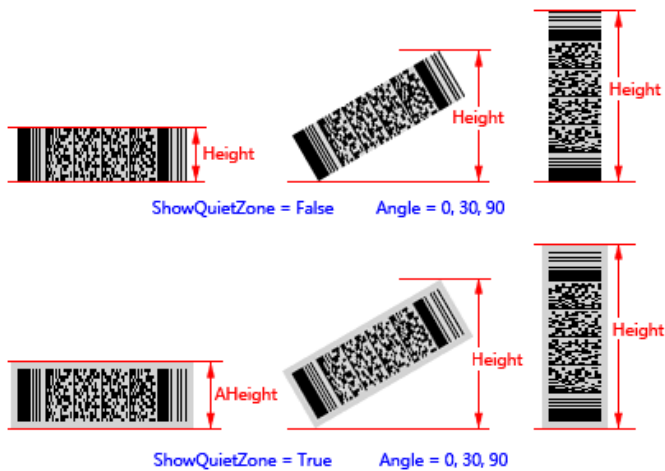 Height
Height
Height
ShowQuietZone = False Angle = 0, 30, 90
AHeight
Height
Height
ShowQuietZone = True Angle = 0, 30, 90